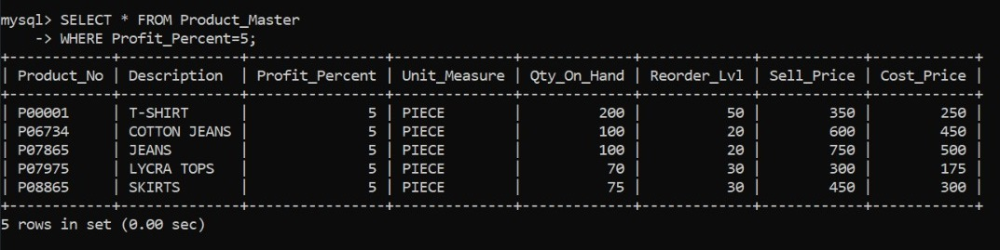 mysql> SELECT * FROM Product_Master
    -> WHERE Profit_Percent=5;
+------------+--------------+----------------+--------------+-------------+-------------+------------+------------+
| Product_No | Description  | Profit_Percent | Unit_Measure | Qty_On_Hand | Reorder_Lvl | Sell_Price | Cost_Price |
+------------+--------------+----------------+--------------+-------------+-------------+------------+------------+
| P00001     | T-SHIRT      |              5 | PIECE        |         200 |          50 |        350 |        250 |
| P06734     | COTTON JEANS |              5 | PIECE        |         100 |          20 |        600 |        450 |
| P07865     | JEANS        |              5 | PIECE        |         100 |          20 |        750 |        500 |
| P07975     | LYCRA TOPS   |              5 | PIECE        |          70 |          30 |        300 |        175 |
| P08865     | SKIRTS       |              5 | PIECE        |          75 |          30 |        450 |        300 |
+------------+--------------+----------------+--------------+-------------+-------------+------------+------------+
5 rows in set (0.00 sec)